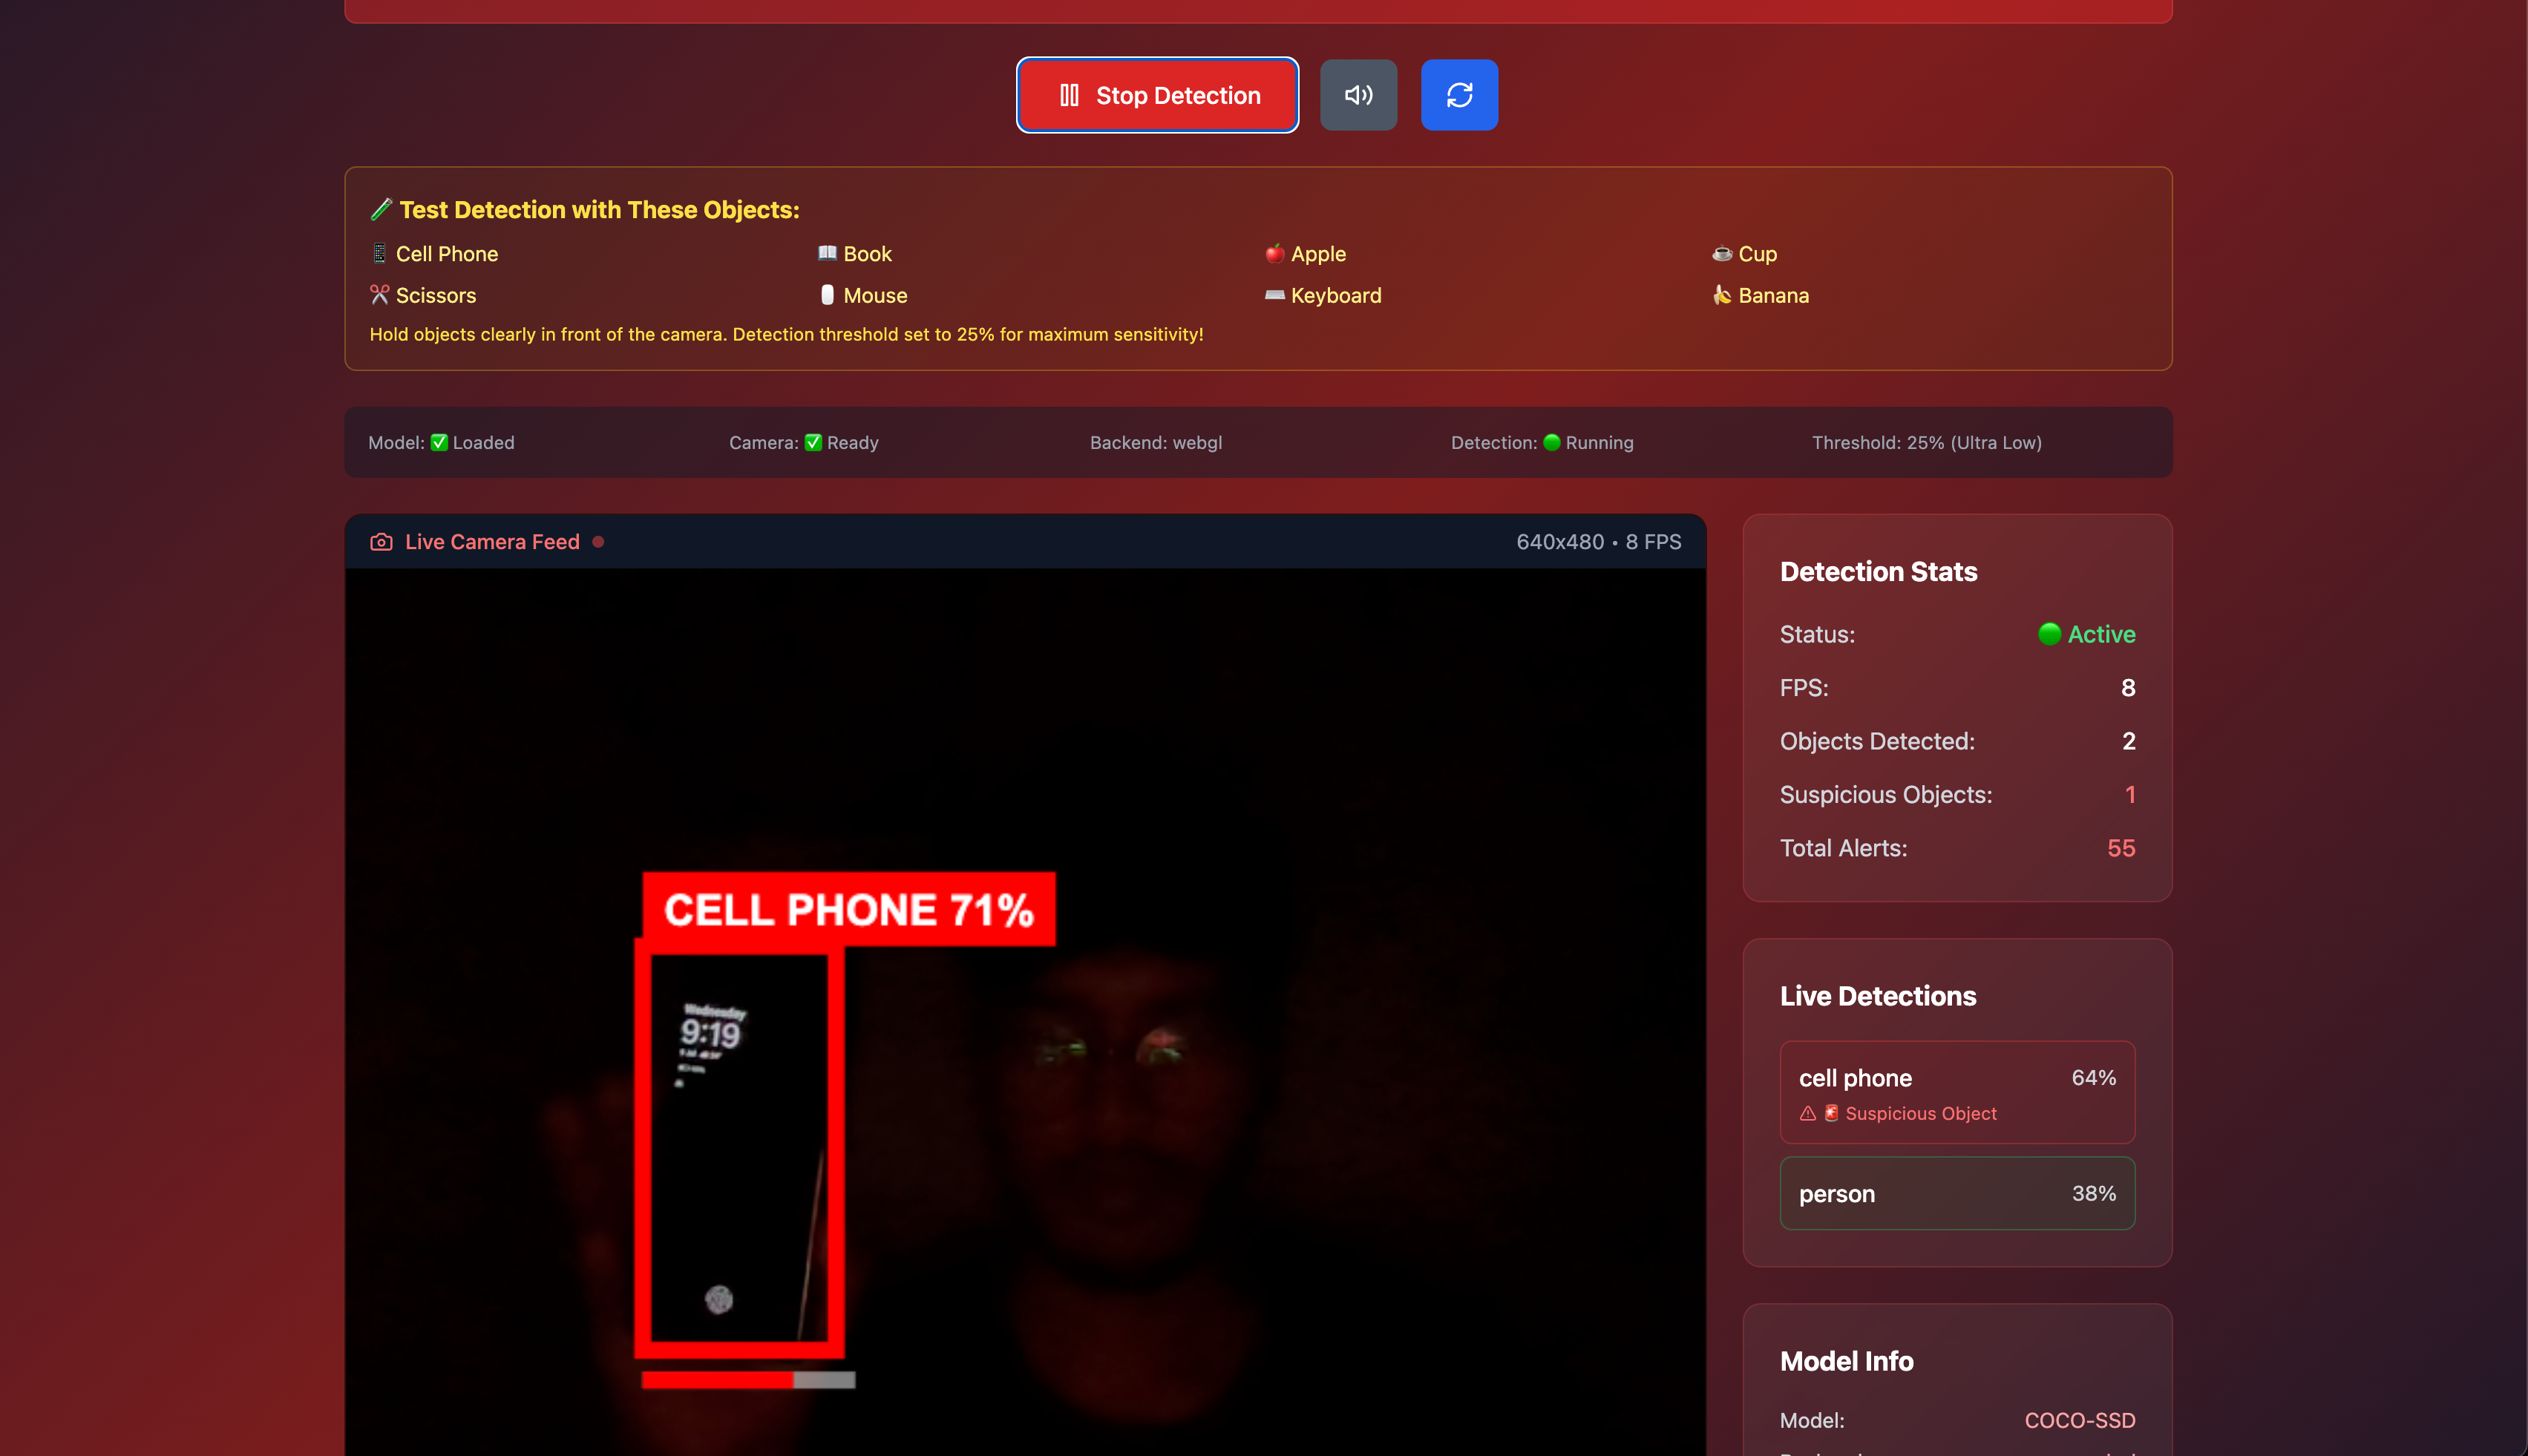 Stop Detection
Test Detection with These Objects:
Cell Phone
Book
Apple
Cup
Scissors
Mouse
Keyboard
Banana
Hold objects clearly in front of the camera. Detection threshold set to 25% for maximum sensitivity!
Model: ✅ Loaded
Camera: ✅ Ready
Backend: webgl
Detection: 🟢 Running
Threshold: 25% (Ultra Low)
Live Camera Feed
640x480 • 8 FPS
CELL PHONE 71%
Wednesday
9:19
Detection Stats
Status: 🟢 Active
FPS: 8
Objects Detected: 2
Suspicious Objects: 1
Total Alerts: 55
Live Detections
cell phone 64%
Suspicious Object
person 38%
Model Info
Model: COCO-SSD